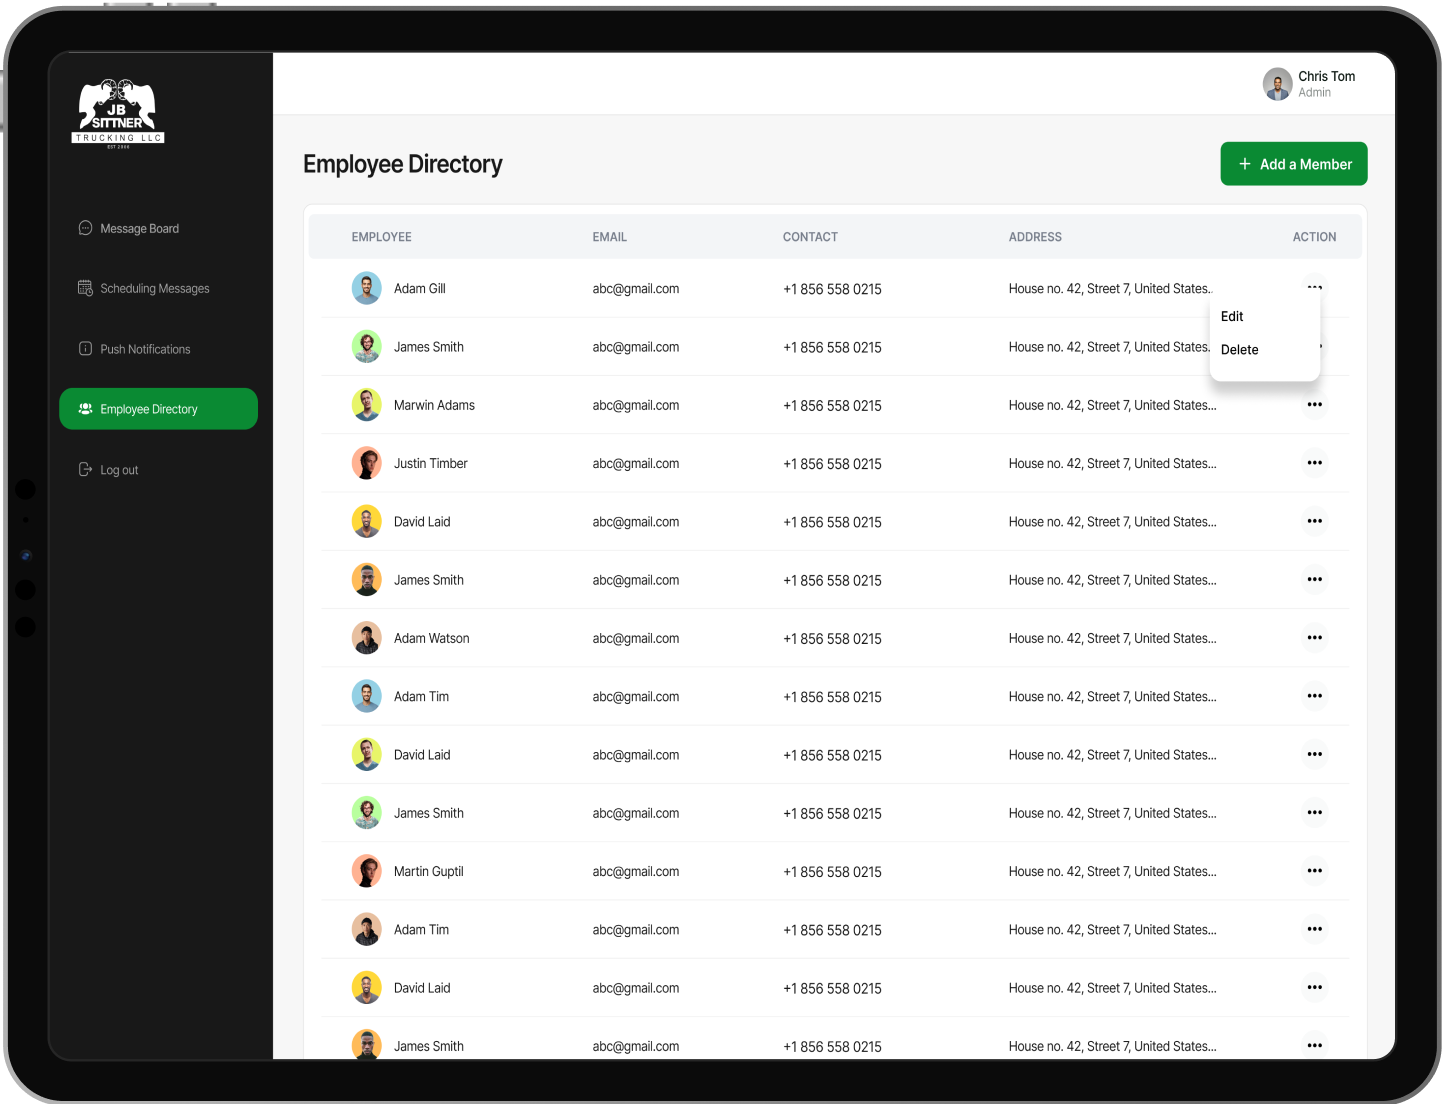 JB
SITTNER
TRUCKING LLC
EST 2000
Chris Tom
Admin
Message Board
Scheduling Messages
Push Notifications
Employee Directory
Log out
Employee Directory
+ Add a Member
EMPLOYEE EMAIL CONTACT ADDRESS ACTION
Adam Gill abc@gmail.com +1 856 558 0215 House no. 42, Street 7, United States..
Edit
James Smith abc@gmail.com +1 856 558 0215 House no. 42, Street 7, United States.
Delete
Marwin Adams abc@gmail.com +1 856 558 0215 House no. 42, Street 7, United States...
Justin Timber abc@gmail.com +1 856 558 0215 House no. 42, Street 7, United States...
David Laid abc@gmail.com +1 856 558 0215 House no. 42, Street 7, United States...
James Smith abc@gmail.com +1 856 558 0215 House no. 42, Street 7, United States...
Adam Watson abc@gmail.com +1 856 558 0215 House no. 42, Street 7, United States...
Adam Tim abc@gmail.com +1 856 558 0215 House no. 42, Street 7, United States...
David Laid abc@gmail.com +1 856 558 0215 House no. 42, Street 7, United States...
James Smith abc@gmail.com +1 856 558 0215 House no. 42, Street 7, United States...
Martin Guptil abc@gmail.com +1 856 558 0215 House no. 42, Street 7, United States...
Adam Tim abc@gmail.com +1 856 558 0215 House no. 42, Street 7, United States...
David Laid abc@gmail.com +1 856 558 0215 House no. 42, Street 7, United States...
James Smith abc@gmail.com +1 856 558 0215 House no. 42, Street 7, United States...